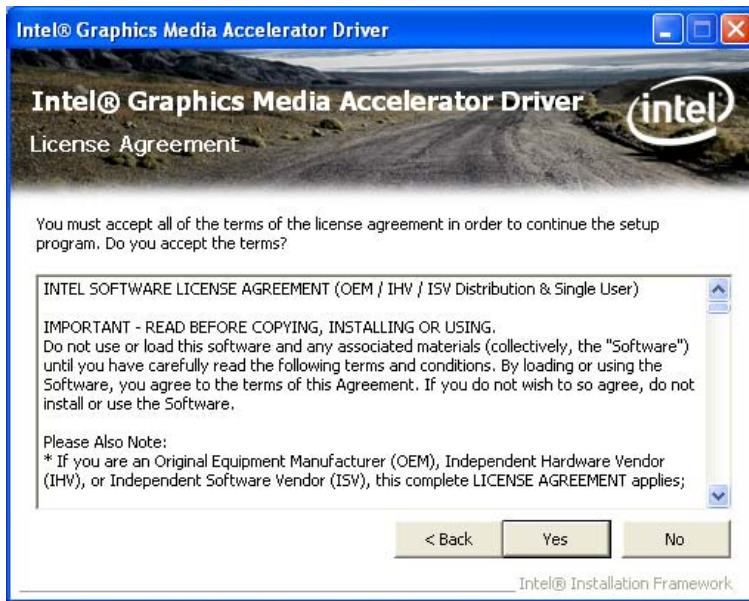 Intel® Graphics Media Accelerator Driver
Intel® Graphics Media Accelerator Driver
intel
License Agreement
You must accept all of the terms of the license agreement in order to continue the setup
program. Do you accept the terms?
INTEL SOFTWARE LICENSE AGREEMENT (OEM / IHV / ISV Distribution & Single User)
IMPORTANT - READ BEFORE COPYING, INSTALLING OR USING.
Do not use or load this software and any associated materials (collectively, the "Software")
until you have carefully read the following terms and conditions. By loading or using the
Software, you agree to the terms of this Agreement. If you do not wish to so agree, do not
install or use the Software.
Please Also Note:
* If you are an Original Equipment Manufacturer (OEM), Independent Hardware Vendor
(IHV), or Independent Software Vendor (ISV), this complete LICENSE AGREEMENT applies;
< Back Yes No
Intel® Installation Framework